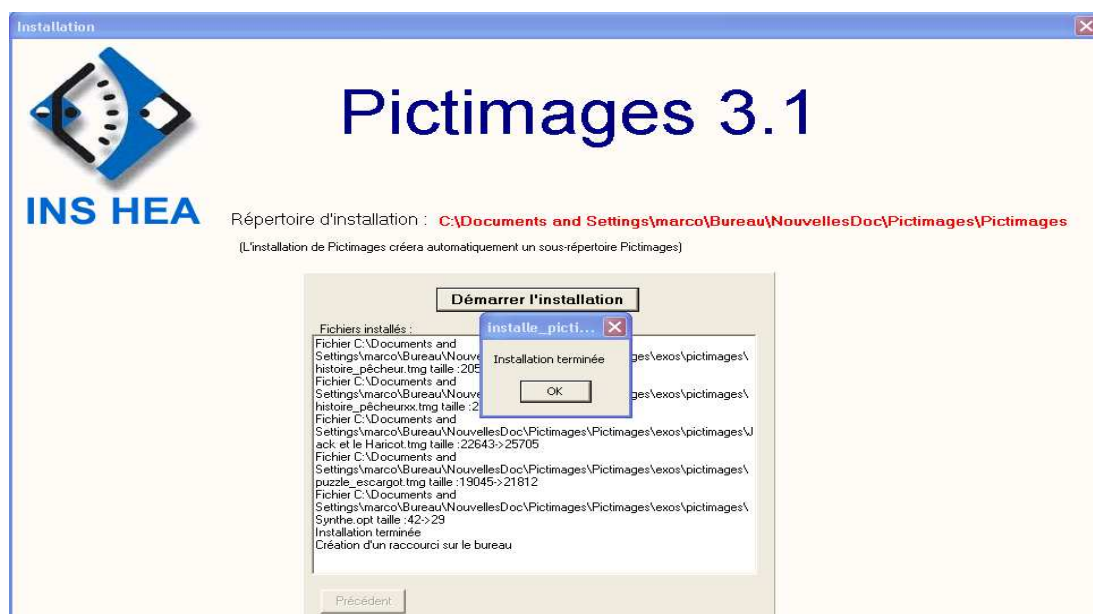 Installation
Pictimages 3.1
INS HEA
Répertoire d'installation : C:\Documents and Settings\marco\Bureau\NouvellesDoc\Pictimages\Pictimages
(L'installation de Pictimages créera automatiquement un sous-répertoire Pictimages)
Démarrer l'installation
Fichiers installés :
installe_picti...
Installation terminée
OK
Fichier C:\Documents and
Settings\marco\Bureau\Nouve ges\exos\pictimages\
histoire_pêcheur.tmg taille :205
Fichier C:\Documents and
Settings\marco\Bureau\Nouve ges\exos\pictimages\
histoire_pêcheurxx.tmg taille :2
Fichier C:\Documents and
Settings\marco\Bureau\NouvellesDoc\Pictimages\Pictimages\exos\pictimages\J
ack et le Haricot.tmg taille :22643->25705
Fichier C:\Documents and
Settings\marco\Bureau\NouvellesDoc\Pictimages\Pictimages\exos\pictimages\
puzzle_escargot.tmg taille :19045->21812
Fichier C:\Documents and
Settings\marco\Bureau\NouvellesDoc\Pictimages\Pictimages\exos\pictimages\
Synthe.opt taille :42->29
Installation terminée
Création d'un raccourci sur le bureau
Précédent